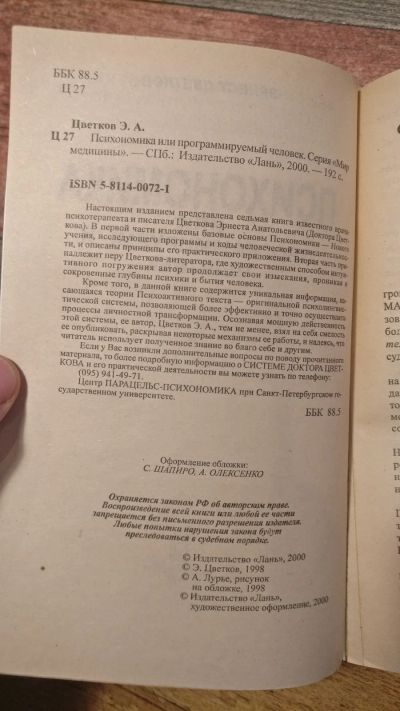 ББК 88.5
Ц 27
Цветков Э. А.
Ц 27 Психономика или программируемый человек. Серия «Мир
медицины». — СПб.: Издательство «Лань», 2000. — 192 с.
ISBN 5-8114-0072-1
Настоящим изданием представлена седьмая книга известного врача-
психотерапевта и писателя Цветкова Эрнеста Анатольевича (Доктора Цвет-
кова). В первой части изложены базовые основы Психономики — Ново
учения, исследующего программы и коды человеческой жизнедеятельно-
и, и описаны принципы его практического применения. Вторая часть при-
надлежит перу Цветкова-литератора, где художественным способом инту
тивного погружения автор продолжает свои изыскания, проникая в
сокровенные глубины психики и бытия человека.
Кроме того, в данной книге содержится уникальная информация, ка-
сающаяся теории Психоактивного текста — оригинальной психолингвис-
тической системы, позволяющей более эффективно и точно осуществлять
процессы личностной трансформации. Осознавая мощную действенность
этой системы, ее автор, Цветков Э. А., тем не менее, взял на себя смелость
ее опубликовать, раскрывая некоторые механизмы ее работы, и надеясь, что
читатель использует полученное знание во благо себе и другим.
Если у Вас возникли дополнительные вопросы по поводу прочитанного
материала, то более подробную информацию о СИСТЕМЕ ДОКТОРА ЦВЕТ-
КОВА и его практической деятельности вы можете узнать по телефону:
(095) 941-49-71.
Центр ПАРАЦЕЛЬС-ПСИХОНОМИКА при Санкт-Петербургском го-
сударственном университете.
ББК 88.5
Оформление обложки:
С. ШАПИРО, А. ОЛЕКСЕНКО
Охраняется законом РФ об авторском праве.
Воспроизведение всей книги или любой ее части
запрещается без письменного разрешения издателя.
Любые попытки нарушения закона будут
преследоваться в судебном порядке.
© Издательство «Лань», 2000
© Э. Цветков, 1998
© А. Лурье, рисунок
на обложке, 1998
© Издательство «Лань»,
художественное оформление, 2000